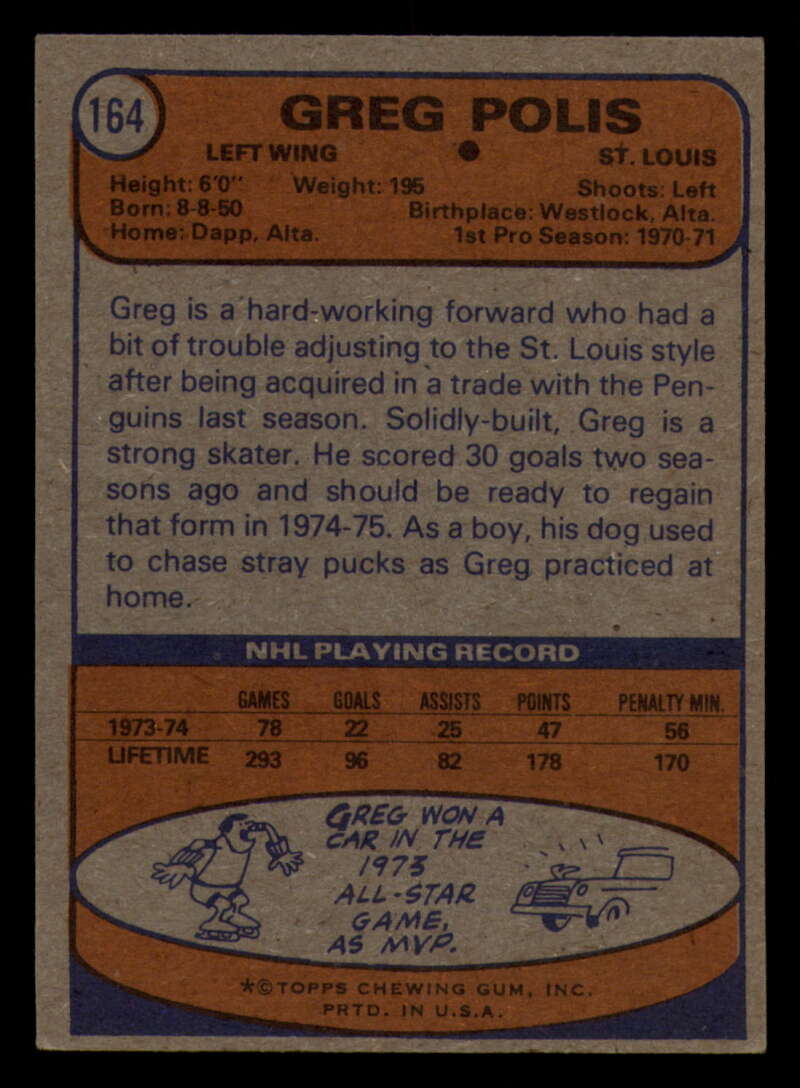 164
GREG POLIS
LEFT WING ● ST. LOUIS
Height: 6'0" Weight: 195 Shoots: Left
Born: 8-8-50 Birthplace: Westlock, Alta.
Home: Dapp, Alta. 1st Pro Season: 1970-71
Greg is a hard-working forward who had a
bit of trouble adjusting to the St. Louis style
after being acquired in a trade with the Pen-
guins last season. Solidly-built, Greg is a
strong skater. He scored 30 goals two sea-
sons ago and should be ready to regain
that form in 1974-75. As a boy, his dog used
to chase stray pucks as Greg practiced at
home.
NHL PLAYING RECORD
GAMES GOALS ASSISTS POINTS PENALTY MIN.
1973-74 78 22 25 47 56
LIFETIME 293 96 82 178 170
GREG WON A
CAR IN THE
1973
ALL-STAR
GAME,
AS MVP.
*© TOPPS CHEWING GUM, INC.
PRTD. IN U.S.A.